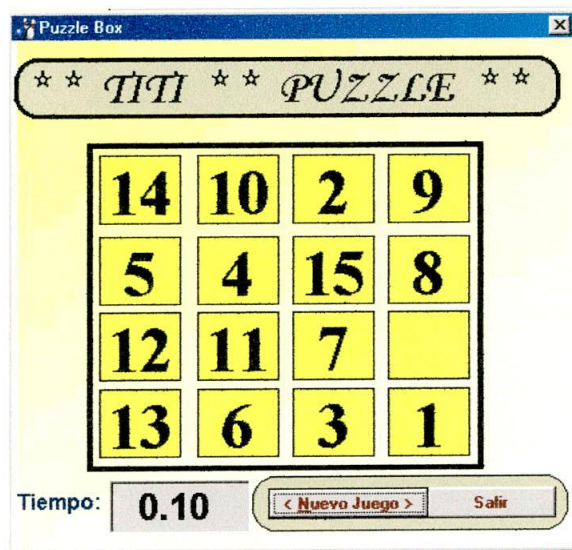 Puzzle Box
☆ ☆ TITI ☆ ☆ PUZZLE ☆ ☆
14 10 2 9
5 4 15 8
12 11 7
13 6 3 1
Tiempo: 0.10 < Nuevo Juego > Salir